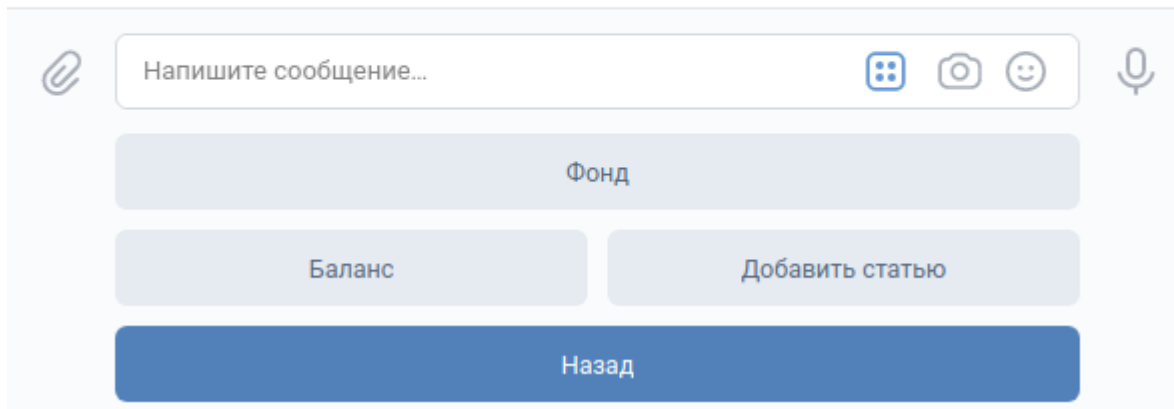 Напишите сообщение...
Фонд
Баланс
Добавить статью
Назад